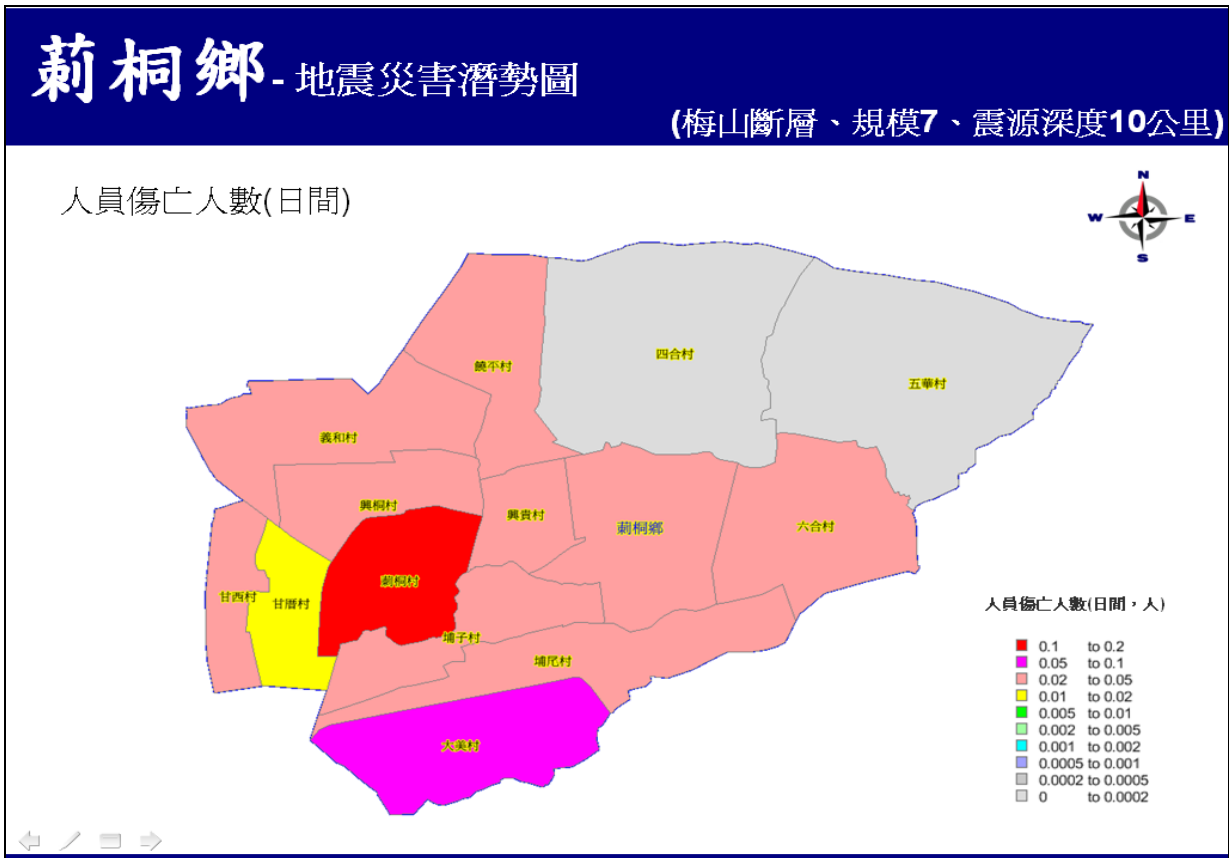 莿桐鄉-地震災害潛勢圖
(梅山斷層、規模7、震源深度10公里)
人員傷亡人數(日間)
N
W
E
S
四合村
饒平村
五華村
義和村
興桐村
興貴村
莿桐鄉
六合村
莿桐村
甘西村
甘厝村
埔子村
埔尾村
大美村
人員傷亡人數(日間，人)
0.1 to 0.2
0.05 to 0.1
0.02 to 0.05
0.01 to 0.02
0.005 to 0.01
0.002 to 0.005
0.001 to 0.002
0.0005 to 0.001
0.0002 to 0.0005
0 to 0.0002